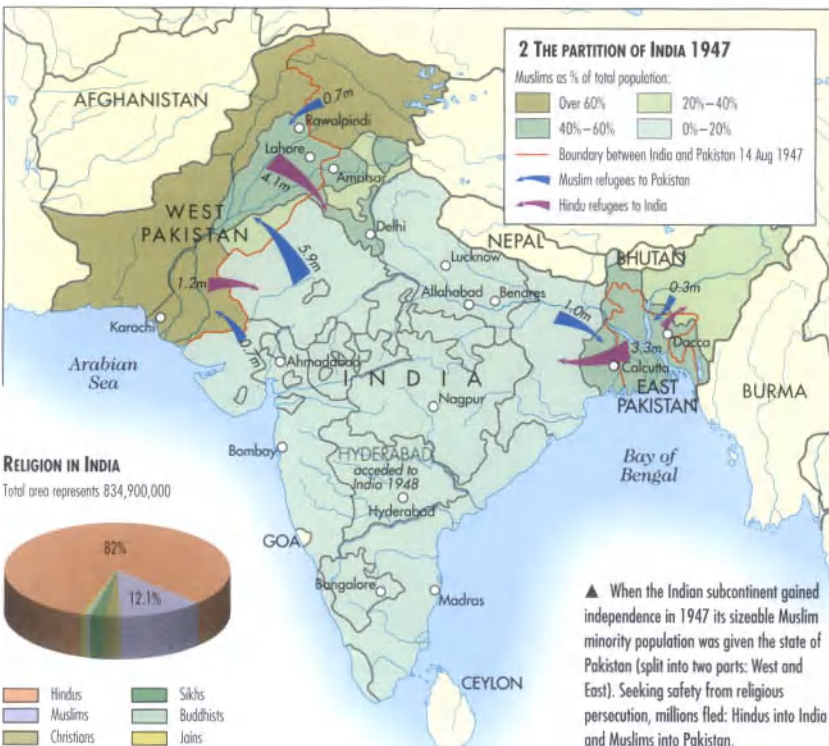 2 THE PARTITION OF INDIA 1947
Muslims as % of total population:
Over 60%
20%–40%
40%–60%
0%–20%
Boundary between India and Pakistan 14 Aug 1947
Muslim refugees to Pakistan
Hindu refugees to India
AFGHANISTAN
0.7m
Rawalpindi
Lahore
Amritsar
4.1m
WEST
PAKISTAN
Delhi
5.9m
NEPAL
Lucknow
BHUTAN
1.2m
Allahabad
Benares
1.0m
0.3m
Karachi
0.7m
Dacca
3.3m
Calcutta
Arabian
Sea
Ahmadabad
INDIA
EAST
PAKISTAN
BURMA
Nagpur
Bombay
HYDERABAD
acceded to
India 1948
Hyderabad
Bay of
Bengal
GOA
Bangalore
Madras
CEYLON
RELIGION IN INDIA
Total area represents 834,900,000
82%
12.1%
Hindus
Sikhs
Muslims
Buddhists
Christians
Jains
▲ When the Indian subcontinent gained
independence in 1947 its sizeable Muslim
minority population was given the state of
Pakistan (split into two parts: West and
East). Seeking safety from religious
persecution, millions fled: Hindus into India
and Muslims into Pakistan.